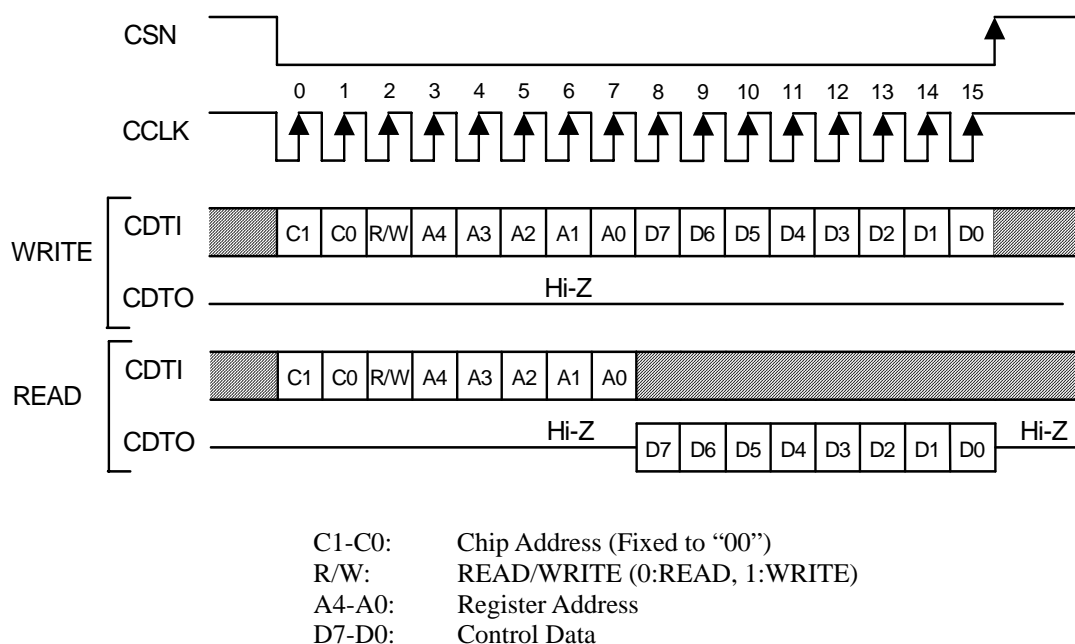 CSN
0 1 2 3 4 5 6 7 8 9 10 11 12 13 14 15
CCLK
WRITE
CDTI
C1 C0 R/W A4 A3 A2 A1 A0 D7 D6 D5 D4 D3 D2 D1 D0
CDTO
Hi-Z
READ
CDTI
C1 C0 R/W A4 A3 A2 A1 A0
CDTO
Hi-Z
D7 D6 D5 D4 D3 D2 D1 D0
Hi-Z
C1-C0: Chip Address (Fixed to “00”)
R/W: READ/WRITE (0:READ, 1:WRITE)
A4-A0: Register Address
D7-D0: Control Data